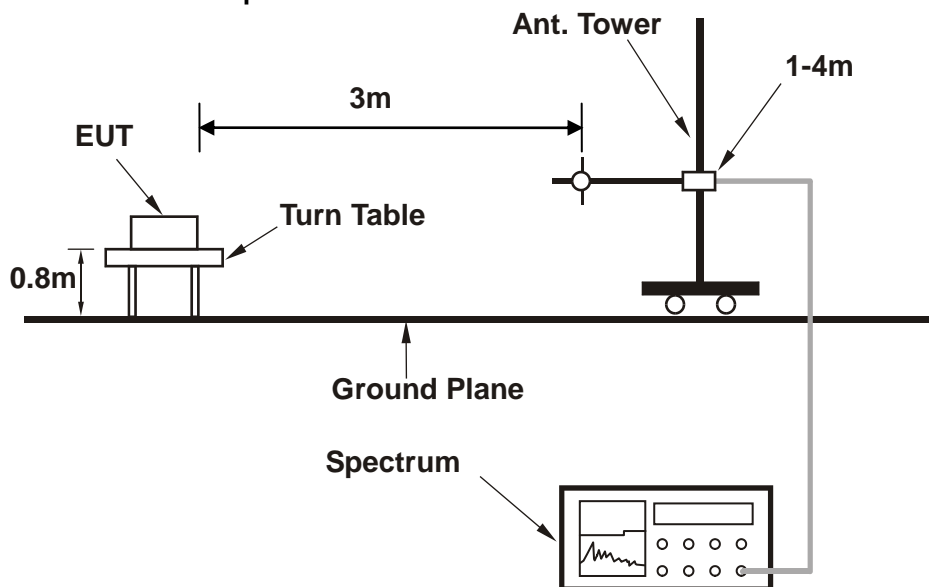 Ant. Tower
1-4m
3m
EUT
Turn Table
0.8m
Ground Plane
Spectrum